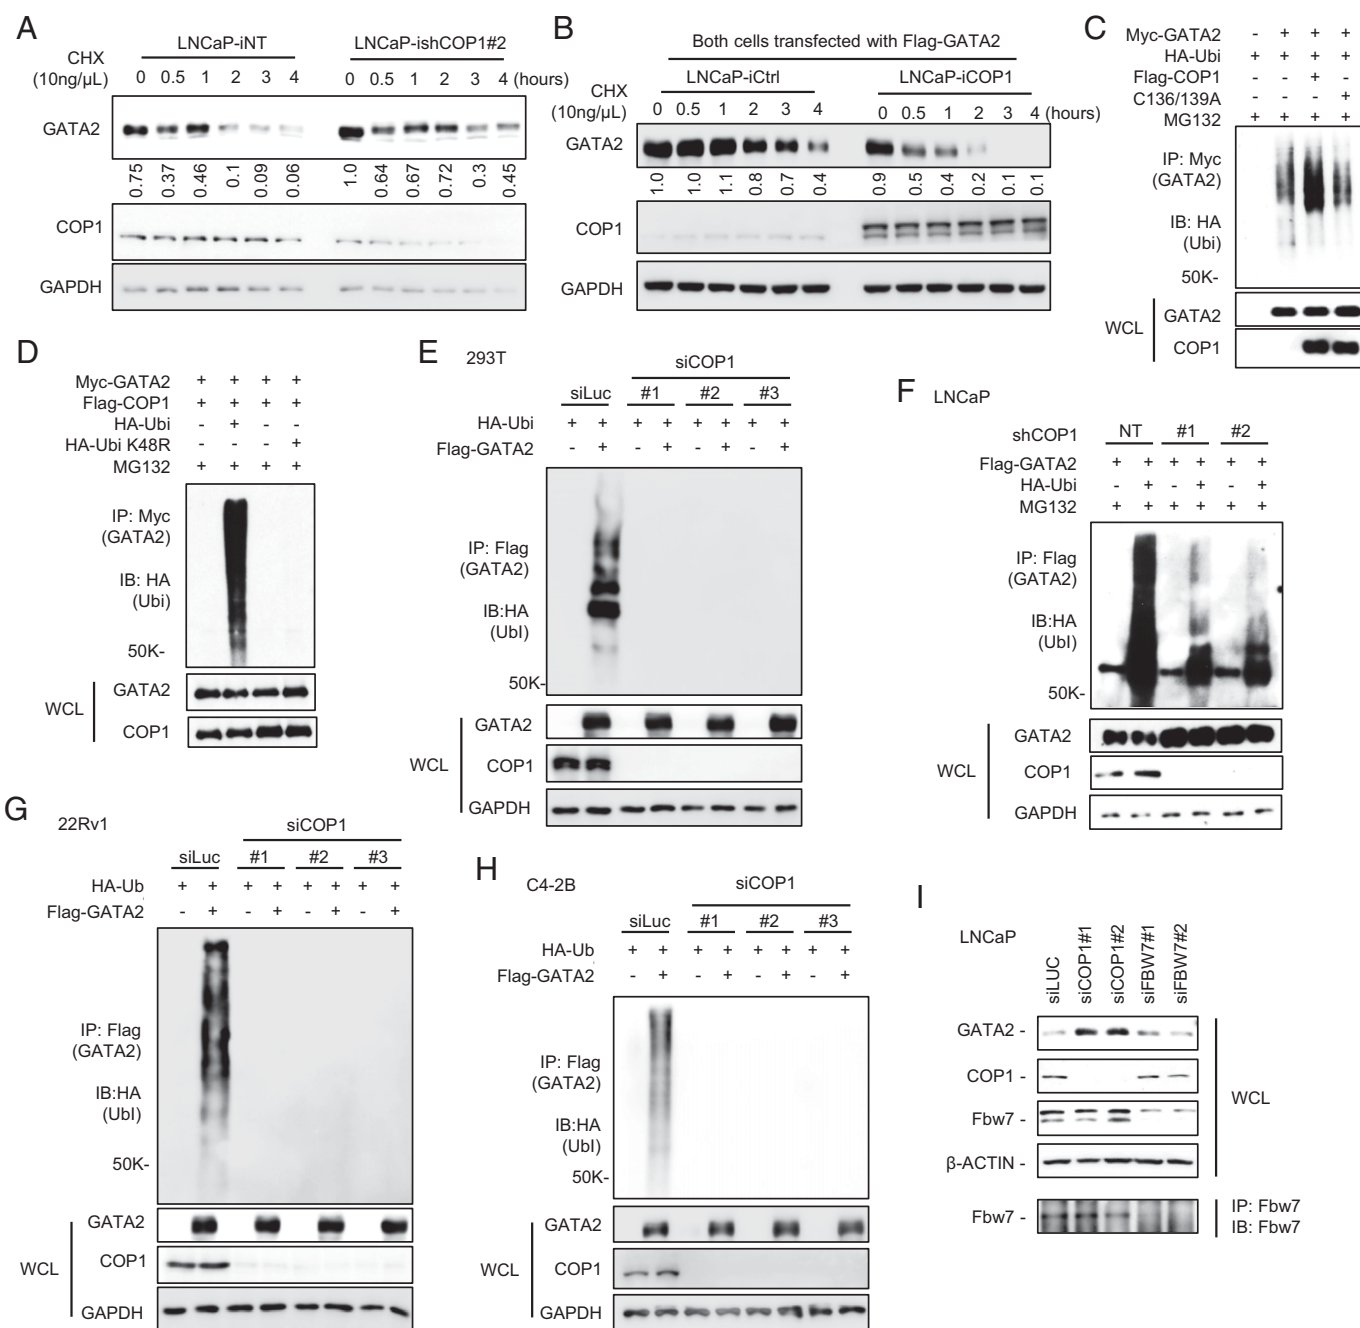 A
LNCaP-iNT
LNCaP-ishCOP1#2
CHX
(10ng/μL)
0 0.5 1 2 3 4
0 0.5 1 2 3 4 (hours)
GATA2
0.75 0.37 0.46 0.1 0.09 0.06
1.0 0.64 0.67 0.72 0.3 0.45
COP1
GAPDH
B
Both cells transfected with Flag-GATA2
LNCaP-iCtrl
LNCaP-iCOP1
CHX
(10ng/μL)
0 0.5 1 2 3 4
0 0.5 1 2 3 4 (hours)
GATA2
1.0 1.0 1.1 0.8 0.7 0.4
0.9 0.5 0.4 0.2 0.1 0.1
COP1
GAPDH
C
Myc-GATA2 - + + +
HA-Ubi + + + +
Flag-COP1 - - + -
C136/139A - - - +
MG132 + + + +
IP: Myc
(GATA2)
IB: HA
(Ubi)
50K-
WCL
GATA2
COP1
D
Myc-GATA2 + + + +
Flag-COP1 + + + +
HA-Ubi - + - -
HA-Ubi K48R - - - +
MG132 + + + +
IP: Myc
(GATA2)
IB: HA
(Ubi)
50K-
WCL
GATA2
COP1
E
293T
siCOP1
siLuc #1 #2 #3
HA-Ubi + + + + + + + +
Flag-GATA2 - + - + - + - +
IP: Flag
(GATA2)
IB:HA
(UbI)
50K-
WCL
GATA2
COP1
GAPDH
F
LNCaP
shCOP1 NT #1 #2
Flag-GATA2 + + + + + +
HA-Ubi - + - + - +
MG132 + + + + + +
IP: Flag
(GATA2)
IB:HA
(UbI)
50K-
WCL
GATA2
COP1
GAPDH
G
22Rv1
siCOP1
siLuc #1 #2 #3
HA-Ub + + + + + + + +
Flag-GATA2 - + - + - + - +
IP: Flag
(GATA2)
IB:HA
(UbI)
50K-
WCL
GATA2
COP1
GAPDH
H
C4-2B
siCOP1
siLuc #1 #2 #3
HA-Ub + + + + + + + +
Flag-GATA2 - + - + - + - +
IP: Flag
(GATA2)
IB:HA
(UbI)
50K-
WCL
GATA2
COP1
GAPDH
I
LNCaP
siLUC siCOP1#1 siCOP1#2 siFBW7#1 siFBW7#2
GATA2 -
COP1 -
Fbw7 -
β-ACTIN -
WCL
Fbw7 -
IP: Fbw7
IB: Fbw7